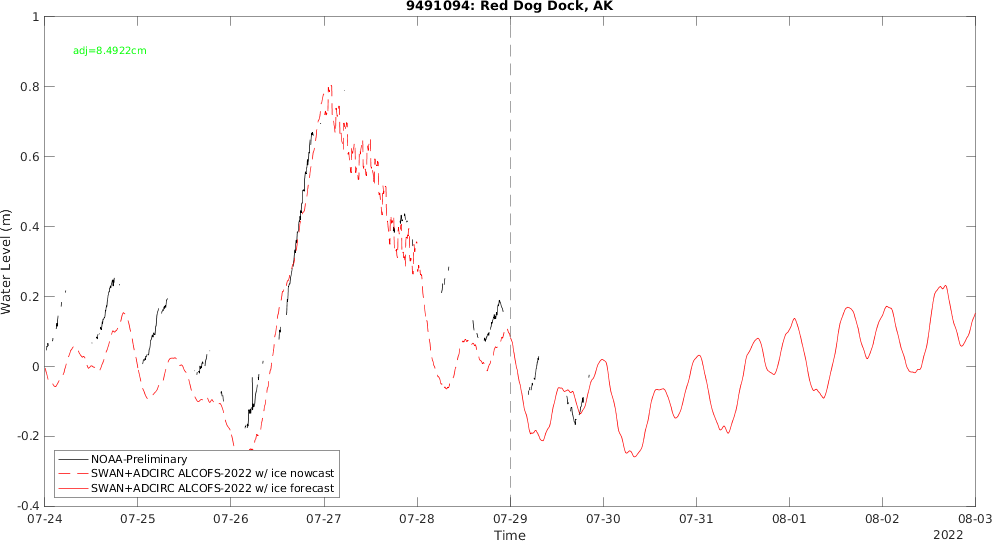 9491094: Red Dog Dock, AK
adj=8.4922cm
Water Level (m)
1
0.8
0.6
0.4
0.2
0
-0.2
-0.4
NOAA-Preliminary
SWAN+ADCIRC ALCOFS-2022 w/ ice nowcast
SWAN+ADCIRC ALCOFS-2022 w/ ice forecast
07-24 07-25 07-26 07-27 07-28 07-29 07-30 07-31 08-01 08-02 08-03
Time
2022